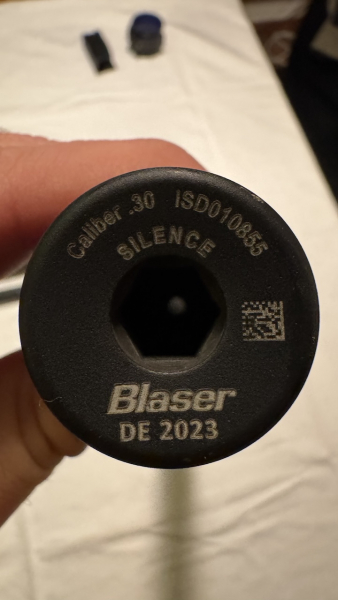 Caliber .30 ISD010855
SILENCE
Blaser
DE 2023